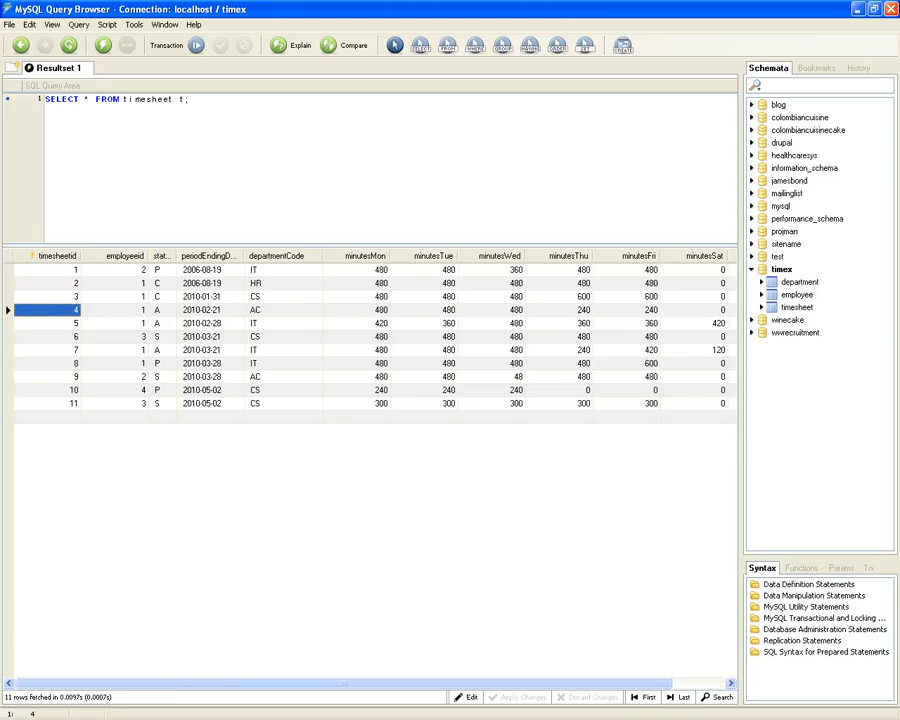 MySQL Query Browser - Connection: localhost / timex
File Edit View Query Script Tools Window Help
Transaction Explain Compare SELECT FROM WHERE GROUP HAVING ORDER SET CREATE
Resultset 1
SQL Query Area
1 SELECT * FROM timesheet t;
timesheetid employeeid stat... periodEndingD... departmentCode minutesMon minutesTue minutesWed minutesThu minutesFri minutesSat
1 2 P 2006-08-19 IT 480 480 360 480 480 0
2 1 C 2006-08-19 HR 480 480 480 480 480 0
3 1 C 2010-01-31 CS 480 480 480 600 600 0
4 1 A 2010-02-21 AC 480 480 480 240 240 0
5 1 A 2010-02-28 IT 420 360 480 360 360 420
6 3 S 2010-03-21 CS 480 480 480 480 480 0
7 1 A 2010-03-21 IT 480 480 480 240 420 120
8 1 P 2010-03-28 IT 480 480 480 480 600 0
9 2 S 2010-03-28 AC 480 480 48 480 480 0
10 4 P 2010-05-02 CS 240 240 240 0 0 0
11 3 S 2010-05-02 CS 300 300 300 300 300 0
11 rows fetched in 0.0097s (0.0007s)
Edit Apply Changes Discard Changes First Last Search
1: 4
Schemata Bookmarks History
blog
colombiancuisine
colombiancuisinecake
drupal
healthcaresys
information_schema
jamesbond
mailinglist
mysql
performance_schema
projman
sitename
test
timex
department
employee
timesheet
winecake
wwrecruitment
Syntax Functions Params Trx
Data Definition Statements
Data Manipulation Statements
MySQL Utility Statements
MySQL Transactional and Locking ...
Database Administration Statements
Replication Statements
SQL Syntax for Prepared Statements